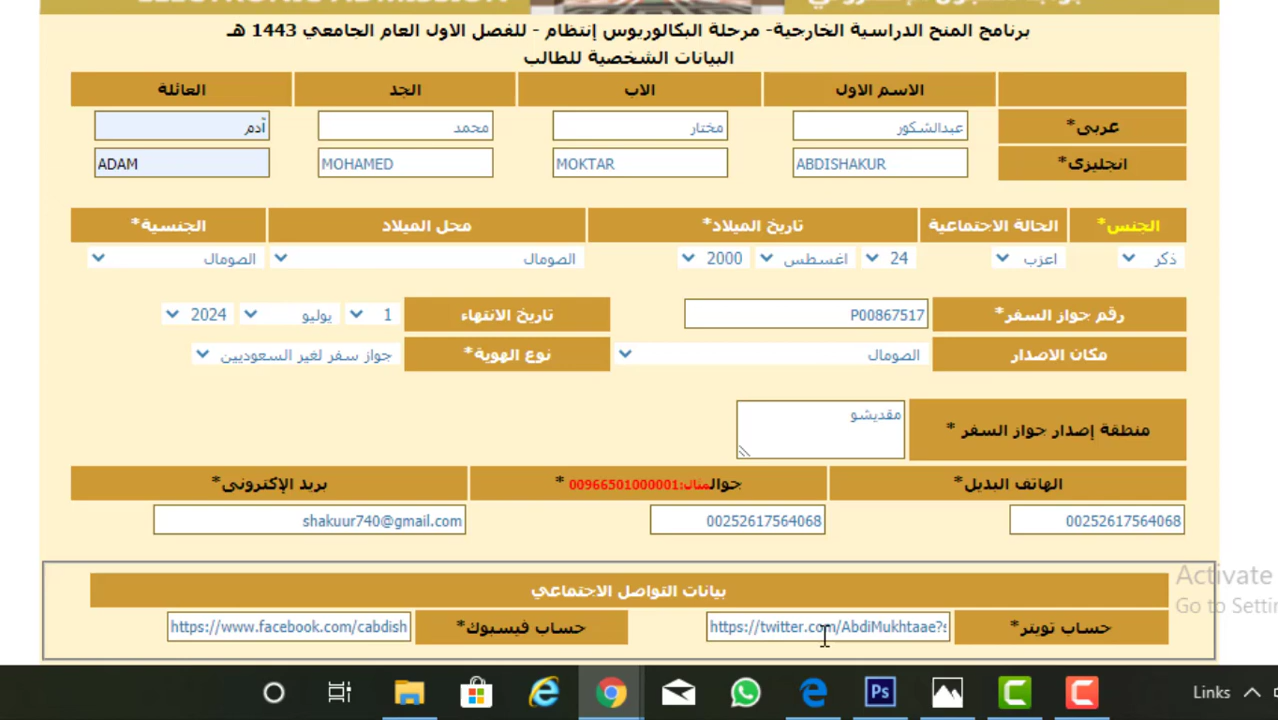 برنامج المنح الدراسية الخارجية- مرحلة البكالوريوس إنتظام - للفصل الاول العام الجامعي 1443 هـ
البيانات الشخصية للطالب
الاسم الاول الاب الجد العائلة
عربى* عبدالشكور مختار محمد آدم
انجليزى* ABDISHAKUR MOKTAR MOHAMED ADAM
الجنس* الحالة الاجتماعية تاريخ الميلاد* محل الميلاد الجنسية*
ذكر اعزب 24 اغسطس 2000 الصومال الصومال
رقم جواز السفر* P00867517 تاريخ الانتهاء 1 يوليو 2024
مكان الاصدار الصومال نوع الهوية* جواز سفر لغير السعوديين
منطقة إصدار جواز السفر * مقديشو
الهاتف البديل* جوال مثال:00966501000001 * بريد الإكترونى*
00252617564068 00252617564068 shakuur740@gmail.com
بيانات التواصل الاجتماعي
حساب تويتر* https://twitter.com/AbdiMukhtaae?s حساب فيسبوك* https://www.facebook.com/cabdish
Activate
Go to Settin
Links